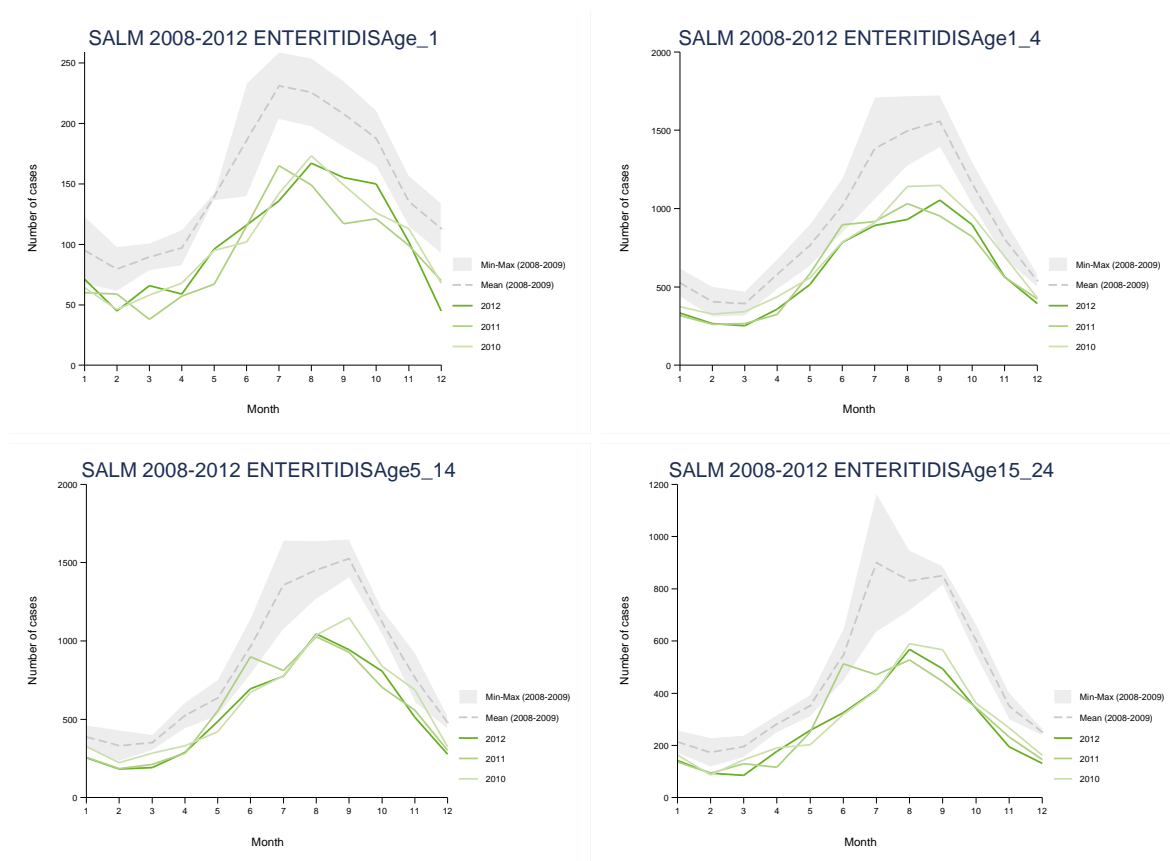 SALM 2008-2012 ENTERITIDISAge_1
Number of cases
250
200
150
100
50
0
1 2 3 4 5 6 7 8 9 10 11 12
Month
Min-Max (2008-2009)
Mean (2008-2009)
2012
2011
2010
SALM 2008-2012 ENTERITIDISAge1_4
Number of cases
2000
1500
1000
500
0
1 2 3 4 5 6 7 8 9 10 11 12
Month
Min-Max (2008-2009)
Mean (2008-2009)
2012
2011
2010
SALM 2008-2012 ENTERITIDISAge5_14
Number of cases
2000
1500
1000
500
0
1 2 3 4 5 6 7 8 9 10 11 12
Month
Min-Max (2008-2009)
Mean (2008-2009)
2012
2011
2010
SALM 2008-2012 ENTERITIDISAge15_24
Number of cases
1200
1000
800
600
400
200
0
1 2 3 4 5 6 7 8 9 10 11 12
Month
Min-Max (2008-2009)
Mean (2008-2009)
2012
2011
2010